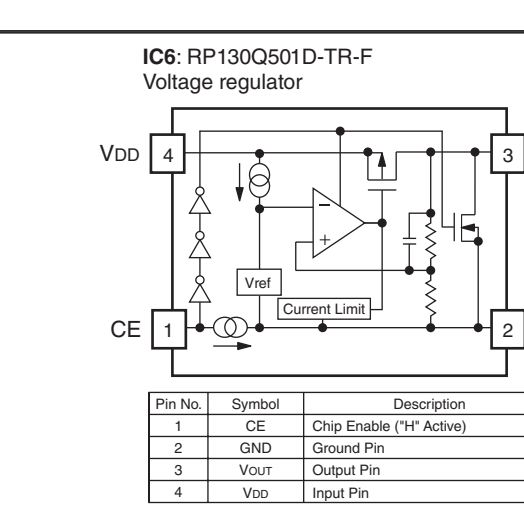 IC6: RP130Q501D-TR-F
Voltage regulator
VDD 4 3
− 
+
Vref
Current Limit
CE 1 2
Pin No. Symbol Description
1 CE Chip Enable ("H" Active)
2 GND Ground Pin
3 VOUT Output Pin
4 VDD Input Pin